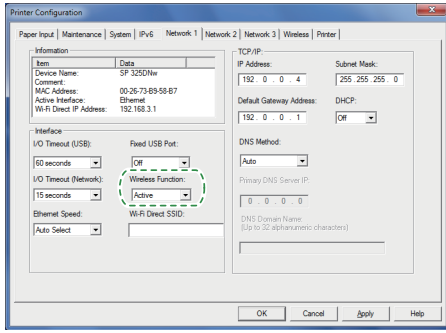 Printer Configuration
Paper Input Maintenance System IPv6 Network 1 Network 2 Network 3 Wireless Printer
Information
Item Data
Device Name: SP 325DNw
Comment:
MAC Address: 00-26-73-B9-58-B7
Active Interface: Ethernet
Wi-Fi Direct IP Address: 192.168.3.1
Interface
I/O Timeout (USB): Fixed USB Port:
60 seconds Off
I/O Timeout (Network): Wireless Function:
15 seconds Active
Ethernet Speed: Wi-Fi Direct SSID:
Auto Select
TCP/IP:
IP Address: Subnet Mask:
192 . 0 . 0 . 4 255 . 255 . 255 . 0
Default Gateway Address: DHCP:
192 . 0 . 0 . 1 Off
DNS Method:
Auto
Primary DNS Server IP:
0 . 0 . 0 . 0
DNS Domain Name:
(Up to 32 alphanumeric characters)
OK Cancel Apply Help